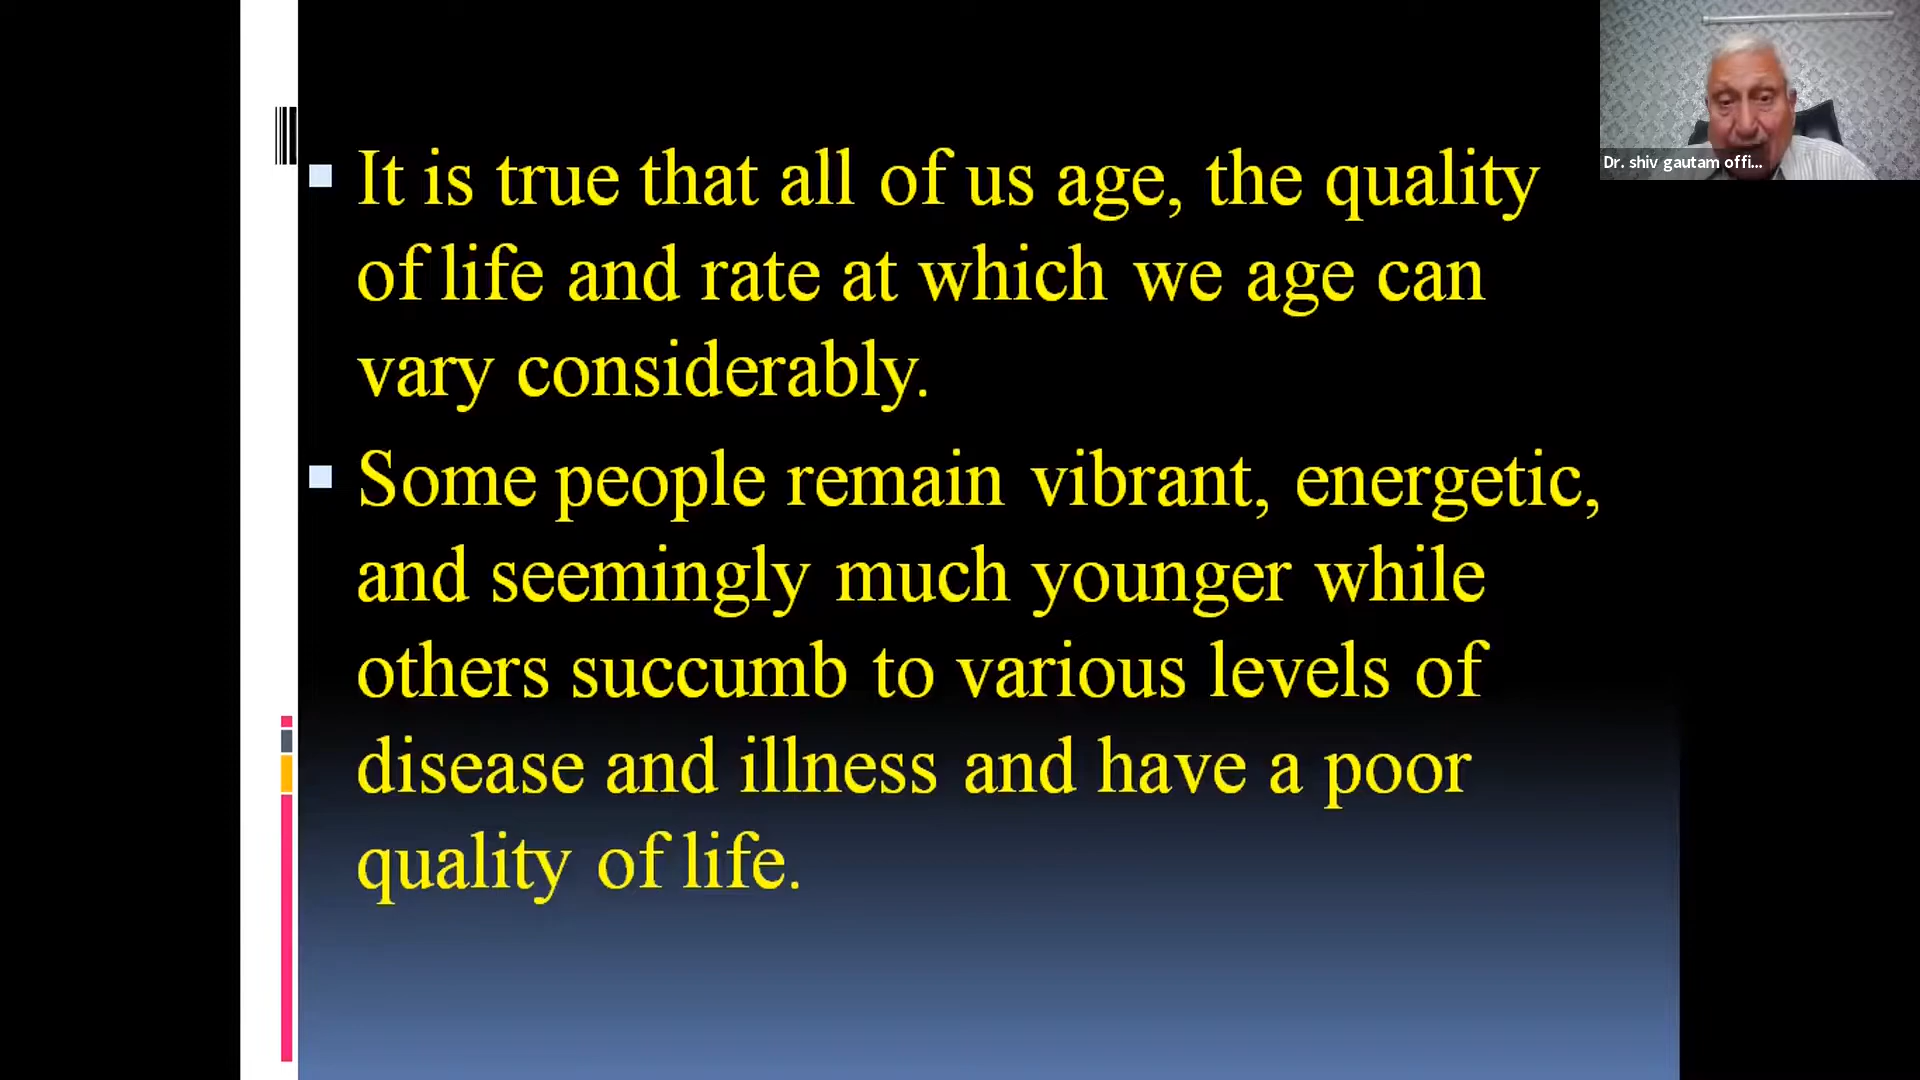 It is true that all of us age, the quality
of life and rate at which we age can
vary considerably.
Some people remain vibrant, energetic,
and seemingly much younger while
others succumb to various levels of
disease and illness and have a poor
quality of life.
Dr. shiv gautam offi...